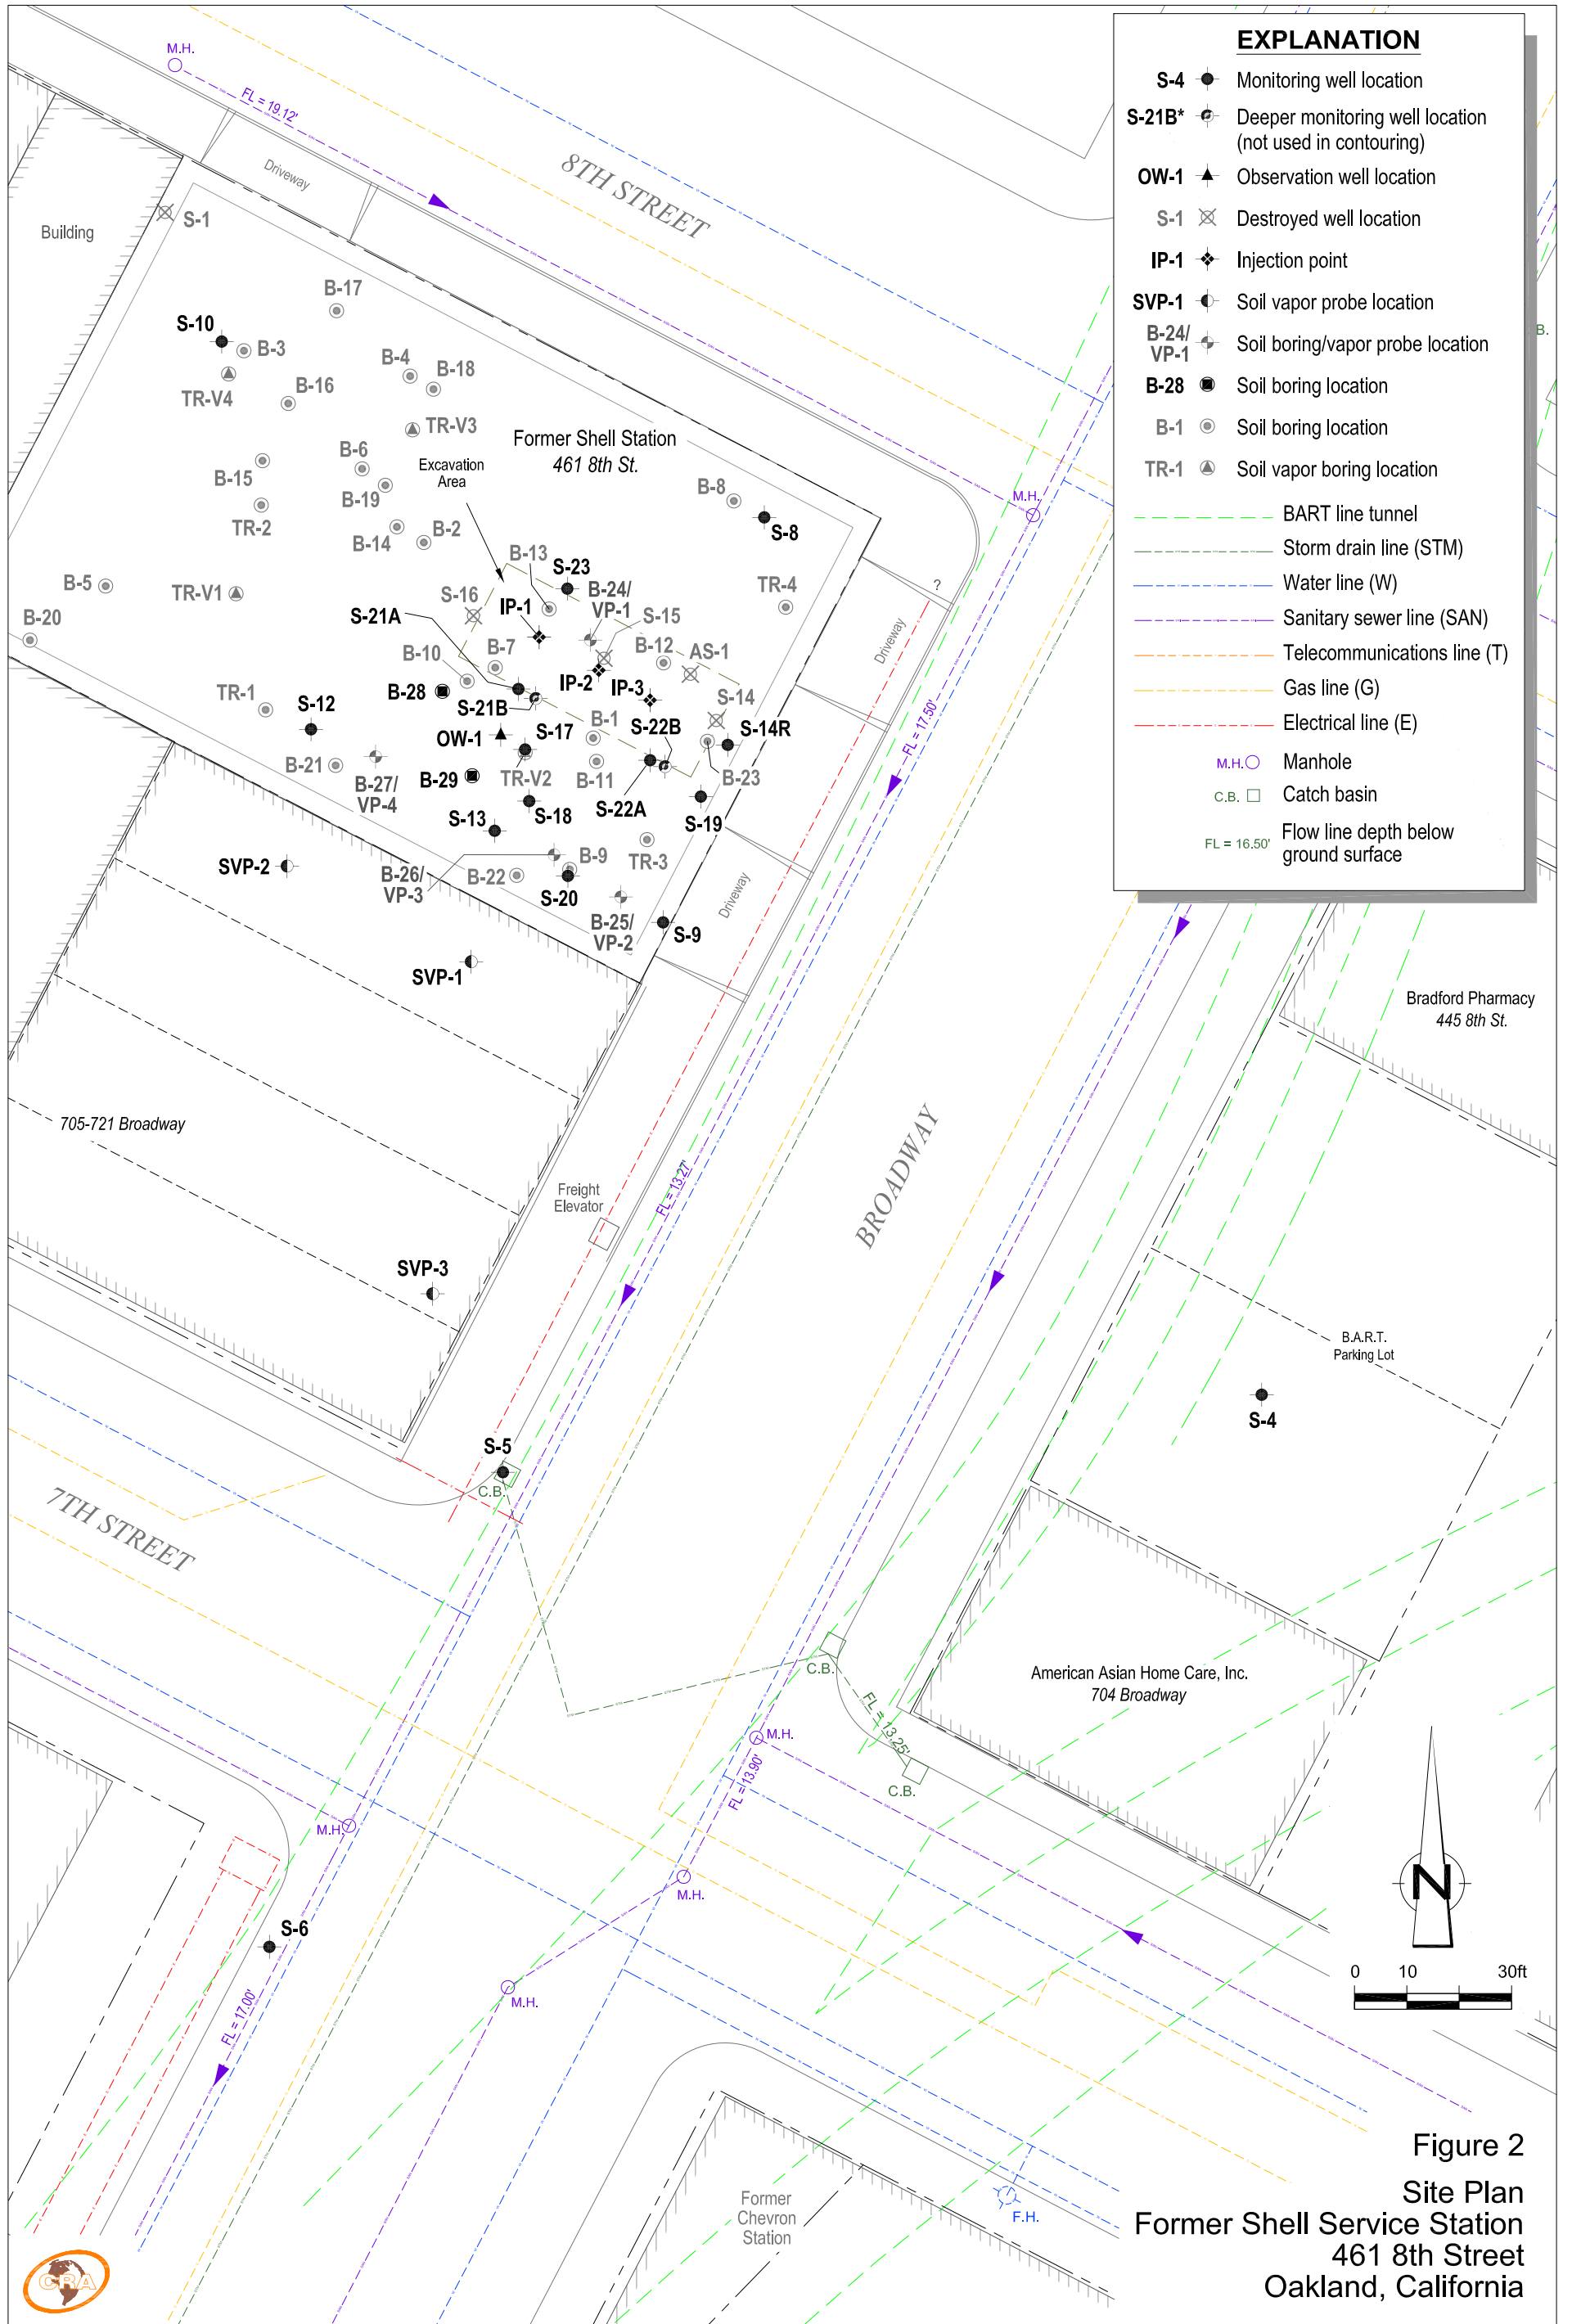 EXPLANATION
S-4 Monitoring well location
S-21B* Deeper monitoring well location
(not used in contouring)
OW-1 Observation well location
S-1 Destroyed well location
IP-1 Injection point
SVP-1 Soil vapor probe location
B-24/
VP-1 Soil boring/vapor probe location
B-28 Soil boring location
B-1 Soil boring location
TR-1 Soil vapor boring location
BART line tunnel
Storm drain line (STM)
Water line (W)
Sanitary sewer line (SAN)
Telecommunications line (T)
Gas line (G)
Electrical line (E)
M.H. Manhole
C.B. Catch basin
FL = 16.50' Flow line depth below
ground surface
M.H.
FL = 19.12'
Driveway
8TH STREET
Building
S-1
B-17
S-10
B-3
TR-V4
B-16
B-4
B-18
TR-V3
Former Shell Station
461 8th St.
Excavation
Area
B-6
B-15
B-19
TR-2
B-14
B-2
B-8
S-8
M.H.
B.
B-5
TR-V1
B-20
B-13
S-23
B-24/
VP-1
TR-4
?
S-16
IP-1
S-15
S-21A
B-12
AS-1
Driveway
B-10
B-7
B-28
IP-2
IP-3
S-14
TR-1
S-12
S-21B
B-1
S-22B
S-14R
FL = 17.50'
OW-1
S-17
B-21
B-27/
VP-4
B-29
TR-V2
B-11
B-23
S-22A
S-18
S-19
S-13
SVP-2
B-26/
VP-3
B-9
TR-3
B-22
S-20
Driveway
B-25/
VP-2
S-9
SVP-1
Bradford Pharmacy
445 8th St.
705-721 Broadway
BROADWAY
Freight
Elevator
FL = 13.27'
SVP-3
B.A.R.T.
Parking Lot
S-4
S-5
C.B.
7TH STREET
C.B.
American Asian Home Care, Inc.
704 Broadway
FL = 13.25'
M.H.
C.B.
FL = 13.90'
M.H.
M.H.
N
S-6
M.H.
FL = 17.00'
0 10 30ft
Former
Chevron
Station
F.H.
Figure 2
Site Plan
Former Shell Service Station
461 8th Street
Oakland, California
CRA